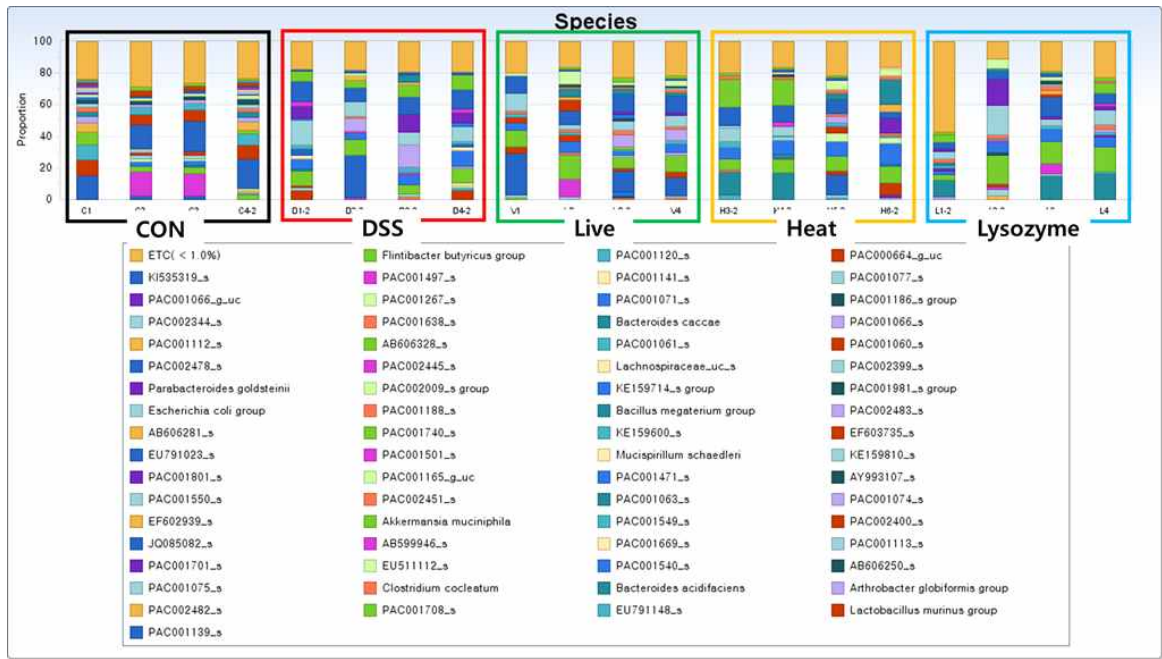 Species
100
80
60
40
20
0
Proportion
C1 C4-2 D1-2 D4-2 V4 H3-2 H6-2 L1-2 L4
CON DSS Live Heat Lysozyme
ETC( < 1.0%) Flintibacter butyricus group PAC001120_s PAC000664_g_uc
KI535319_s PAC001497_s PAC001141_s PAC001077_s
PAC001066_g_uc PAC001267_s PAC001071_s PAC001186_s group
PAC002344_s PAC001638_s Bacteroides caccae PAC001066_s
PAC001112_s AB606328_s PAC001061_s PAC001060_s
PAC002478_s PAC002445_s Lachnospiraceae_uc_s PAC002399_s
Parabacteroides goldsteinii PAC002009_s group KE159714_s group PAC001981_s group
Escherichia coli group PAC001188_s Bacillus megaterium group PAC002483_s
AB606281_s PAC001740_s KE159600_s EF603735_s
EU791023_s PAC001501_s Mucispirillum schaedleri KE159810_s
PAC001801_s PAC001165_g_uc PAC001471_s AY993107_s
PAC001550_s PAC002451_s PAC001063_s PAC001074_s
EF602939_s Akkermansia muciniphila PAC001549_s PAC002400_s
JQ085082_s AB599946_s PAC001669_s PAC001113_s
PAC001701_s EU511112_s PAC001540_s AB606250_s
PAC001075_s Clostridium cocleatum Bacteroides acidifaciens Arthrobacter globiformis group
PAC002482_s PAC001708_s EU791148_s Lactobacillus murinus group
PAC001139_s